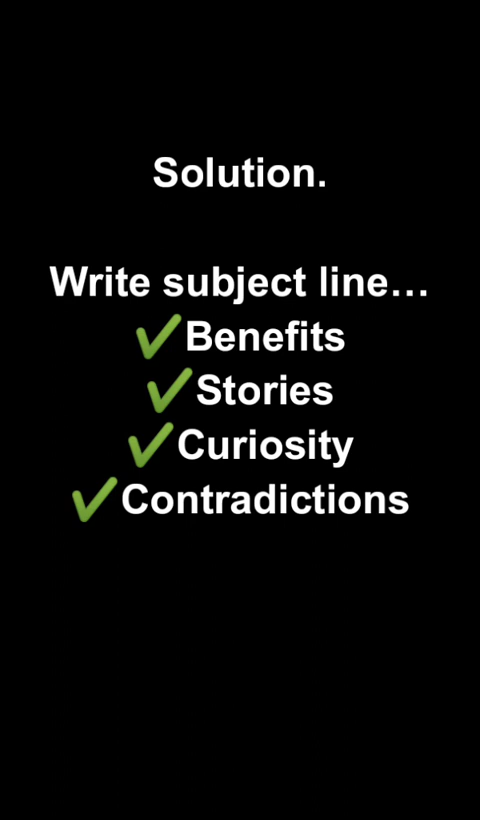 Solution.
Write subject line…
✔Benefits
✔Stories
✔Curiosity
✔Contradictions